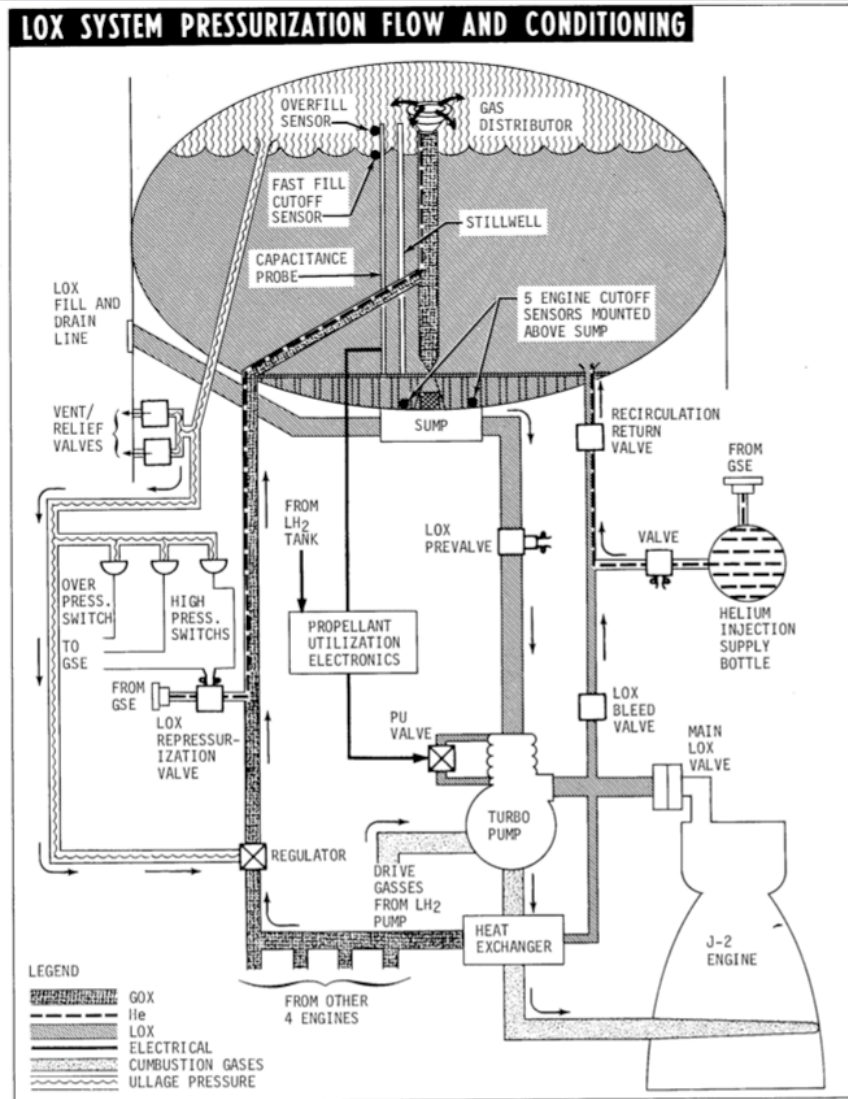 LOX SYSTEM PRESSURIZATION FLOW AND CONDITIONING
OVERFILL
SENSOR
GAS
DISTRIBUTOR
FAST FILL
CUTOFF
SENSOR
STILLWELL
CAPACITANCE
PROBE
5 ENGINE CUTOFF
SENSORS MOUNTED
ABOVE SUMP
LOX
FILL AND
DRAIN
LINE
VENT/
RELIEF
VALVES
SUMP
RECIRCULATION
RETURN
VALVE
FROM
GSE
FROM
LH2
TANK
LOX
PREVALVE
VALVE
OVER
PRESS.
SWITCH
HIGH
PRESS.
SWITCHS
TO
GSE
PROPELLANT
UTILIZATION
ELECTRONICS
HELIUM
INJECTION
SUPPLY
BOTTLE
FROM
GSE
LOX
REPRESSUR-
IZATION
VALVE
PU
VALVE
LOX
BLEED
VALVE
MAIN
LOX
VALVE
TURBO
PUMP
REGULATOR
DRIVE
GASSES
FROM LH2
PUMP
HEAT
EXCHANGER
J-2
ENGINE
FROM OTHER
4 ENGINES
LEGEND
GOX
He
LOX
ELECTRICAL
CUMBUSTION GASES
ULLAGE PRESSURE